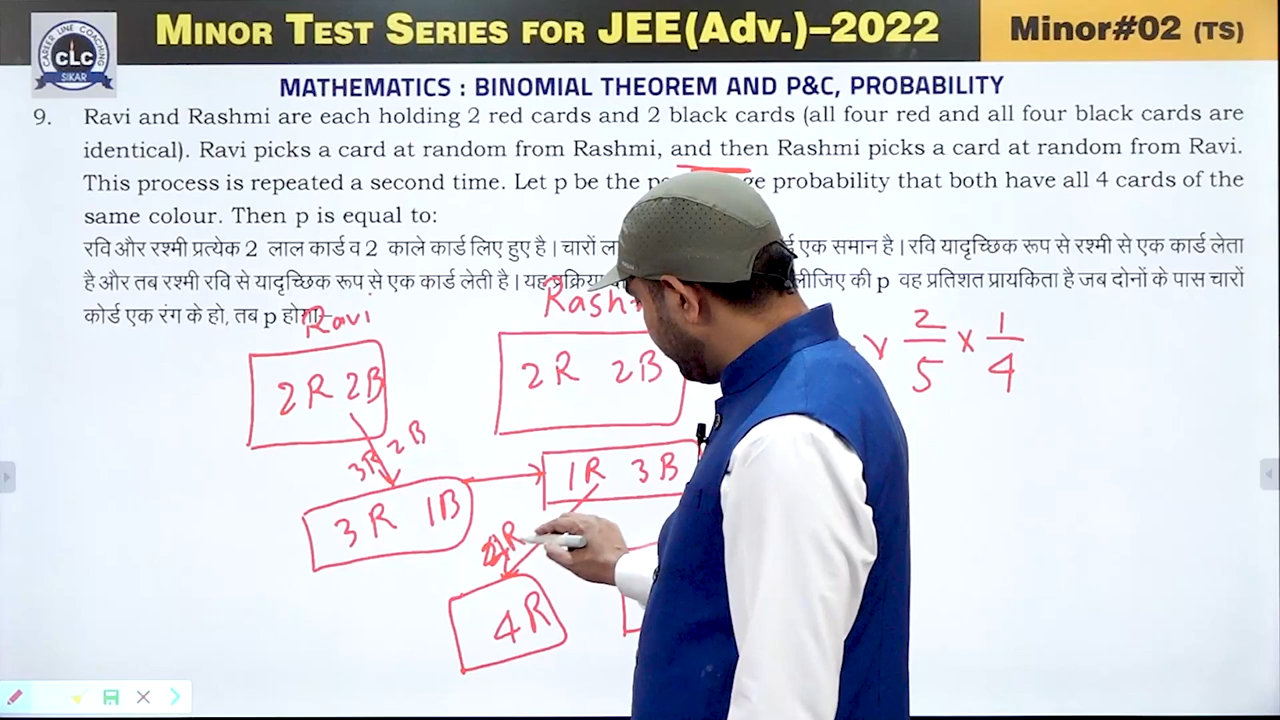 CAREER LINE COACHING
CLC
SIKAR
MINOR TEST SERIES FOR JEE(Adv.)–2022
Minor#02 (TS)
MATHEMATICS : BINOMIAL THEOREM AND P&C, PROBABILITY
9. Ravi and Rashmi are each holding 2 red cards and 2 black cards (all four red and all four black cards are
identical). Ravi picks a card at random from Rashmi, and then Rashmi picks a card at random from Ravi.
This process is repeated a second time. Let p be the probability that both have all 4 cards of the
same colour. Then p is equal to:
रवि और रश्मी प्रत्येक 2 लाल कार्ड व 2 काले कार्ड लिए हुए है। चारों एक समान है। रवि यादृच्छिक रूप से रश्मी से एक कार्ड लेता
है और तब रश्मी रवि से यादृच्छिक रूप से एक कार्ड लेती है। यह लीजिए की p वह प्रतिशत प्रायकिता है जब दोनों के पास चारों
कोर्ड एक रंग के हो, तब p होगा–
Ravi
2R 2B
2R 2B
× 2/5 × 1/4
3R 2B
1R 3B
3R 1B
4R